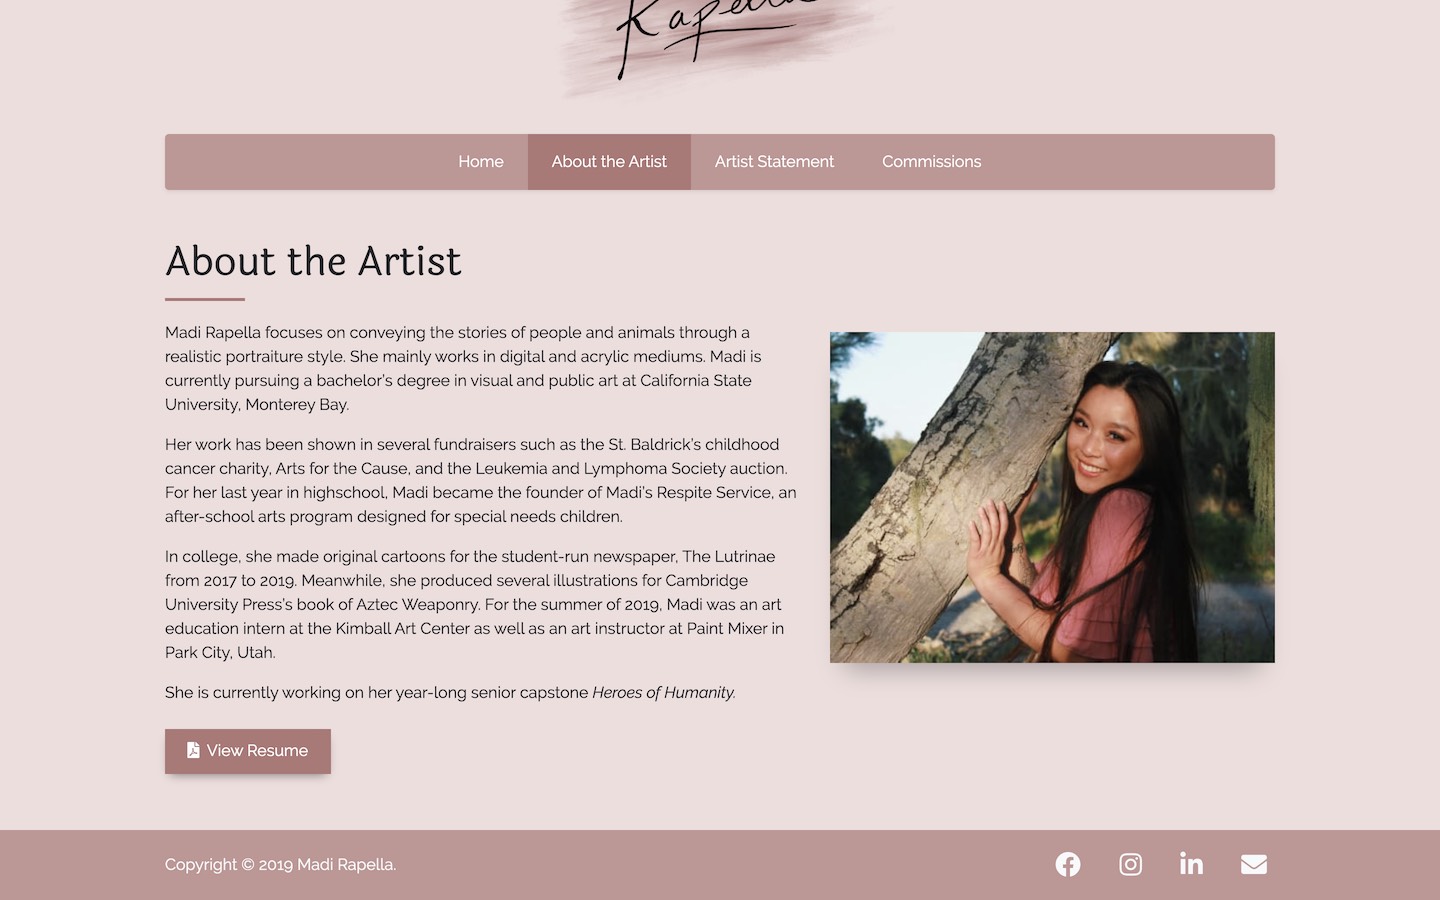 Rapella
Home
About the Artist
Artist Statement
Commissions
About the Artist
Madi Rapella focuses on conveying the stories of people and animals through a
realistic portraiture style. She mainly works in digital and acrylic mediums. Madi is
currently pursuing a bachelor’s degree in visual and public art at California State
University, Monterey Bay.
Her work has been shown in several fundraisers such as the St. Baldrick’s childhood
cancer charity, Arts for the Cause, and the Leukemia and Lymphoma Society auction.
For her last year in highschool, Madi became the founder of Madi’s Respite Service, an
after-school arts program designed for special needs children.
In college, she made original cartoons for the student-run newspaper, The Lutrinae
from 2017 to 2019. Meanwhile, she produced several illustrations for Cambridge
University Press’s book of Aztec Weaponry. For the summer of 2019, Madi was an art
education intern at the Kimball Art Center as well as an art instructor at Paint Mixer in
Park City, Utah.
She is currently working on her year-long senior capstone Heroes of Humanity.
View Resume
Copyright © 2019 Madi Rapella.